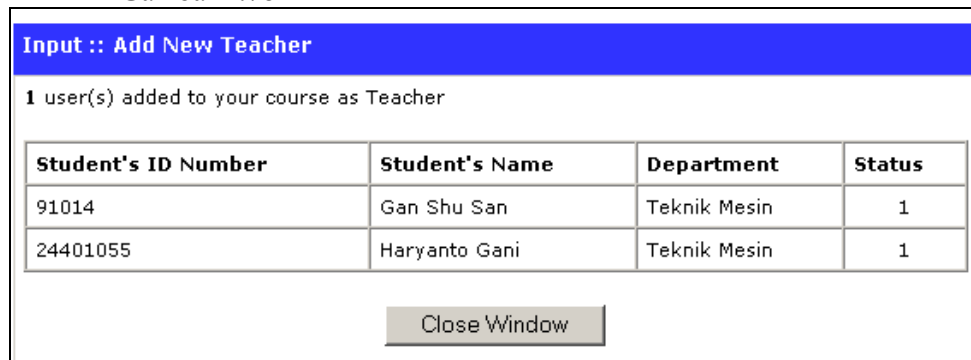 Input :: Add New Teacher
1 user(s) added to your course as Teacher
Student's ID Number Student's Name Department Status
91014 Gan Shu San Teknik Mesin 1
24401055 Haryanto Gani Teknik Mesin 1
Close Window